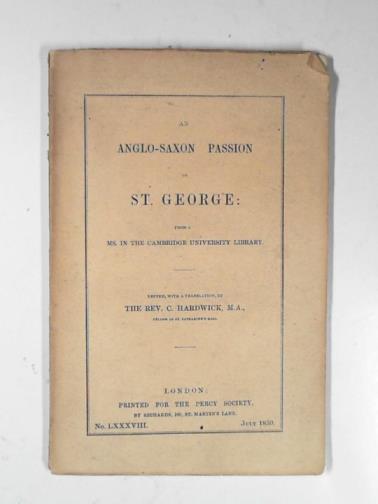 AN
ANGLO-SAXON PASSION
OF
ST. GEORGE:
FROM A
MS. IN THE CAMBRIDGE UNIVERSITY LIBRARY.
EDITED, WITH A TRANSLATION, BY
THE REV. C. HARDWICK, M.A.,
FELLOW OF ST. CATHARINE'S HALL.
LONDON:
PRINTED FOR THE PERCY SOCIETY,
BY RICHARDS, 100, ST. MARTIN'S LANE.
No. LXXXVIII. JULY 1850.